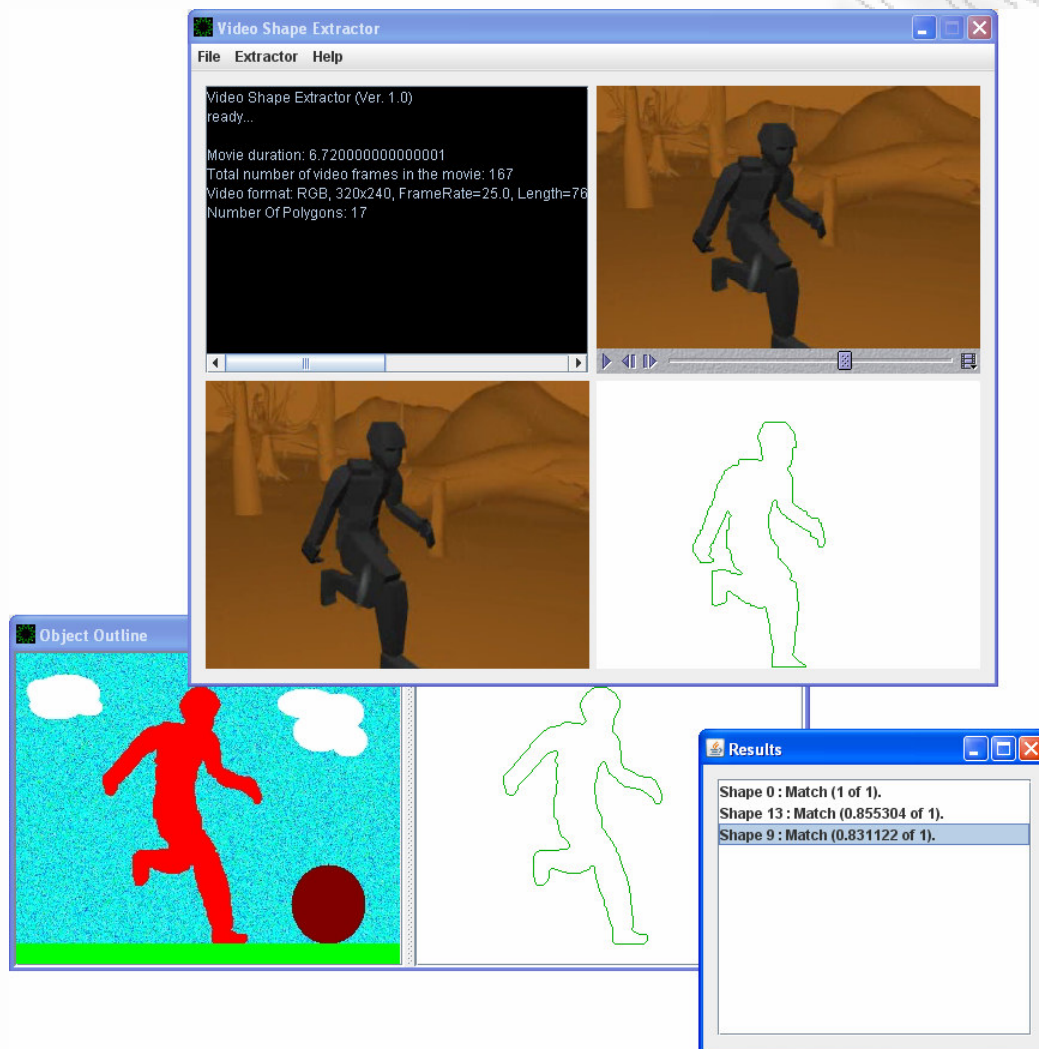 Video Shape Extractor
File Extractor Help
Video Shape Extractor (Ver. 1.0)
ready...
Movie duration: 6.720000000000001
Total number of video frames in the movie: 167
Video format: RGB, 320x240, FrameRate=25.0, Length=76
Number Of Polygons: 17
Object Outline
Results
Shape 0 : Match (1 of 1).
Shape 13 : Match (0.855304 of 1).
Shape 9 : Match (0.831122 of 1).